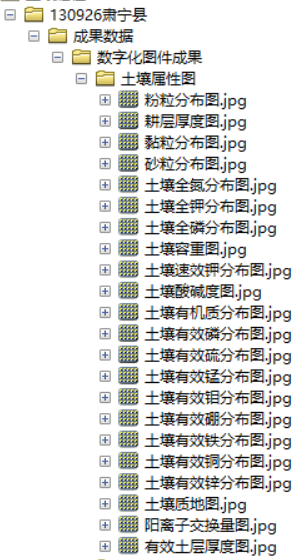 130926肃宁县
成果数据
数字化图件成果
土壤属性图
粉粒分布图.jpg
耕层厚度图.jpg
黏粒分布图.jpg
砂粒分布图.jpg
土壤全氮分布图.jpg
土壤全钾分布图.jpg
土壤全磷分布图.jpg
土壤容重图.jpg
土壤速效钾分布图.jpg
土壤酸碱度图.jpg
土壤有机质分布图.jpg
土壤有效磷分布图.jpg
土壤有效硫分布图.jpg
土壤有效锰分布图.jpg
土壤有效钼分布图.jpg
土壤有效硼分布图.jpg
土壤有效铁分布图.jpg
土壤有效铜分布图.jpg
土壤有效锌分布图.jpg
土壤质地图.jpg
阳离子交换量图.jpg
有效土层厚度图.jpg